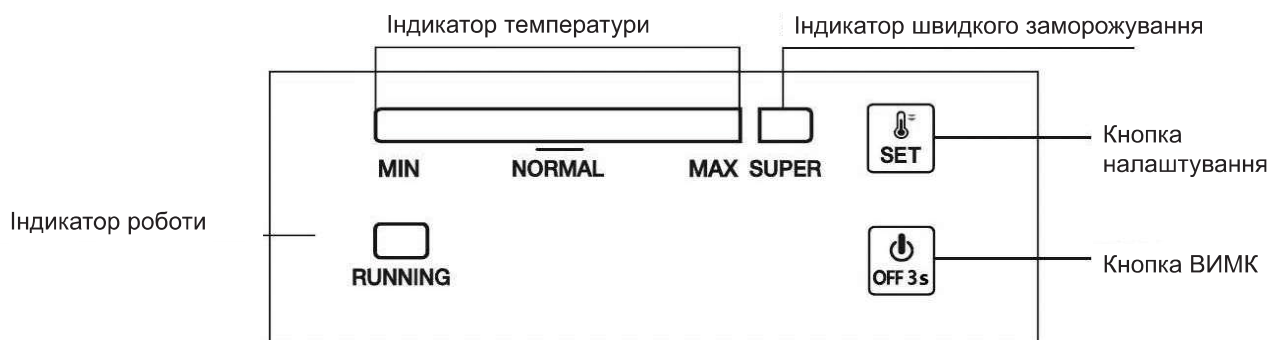 Індикатор температури
Індикатор швидкого заморожування
SET
Кнопка
налаштування
MIN NORMAL MAX SUPER
Індикатор роботи
RUNNING
OFF 3s
Кнопка ВИМК